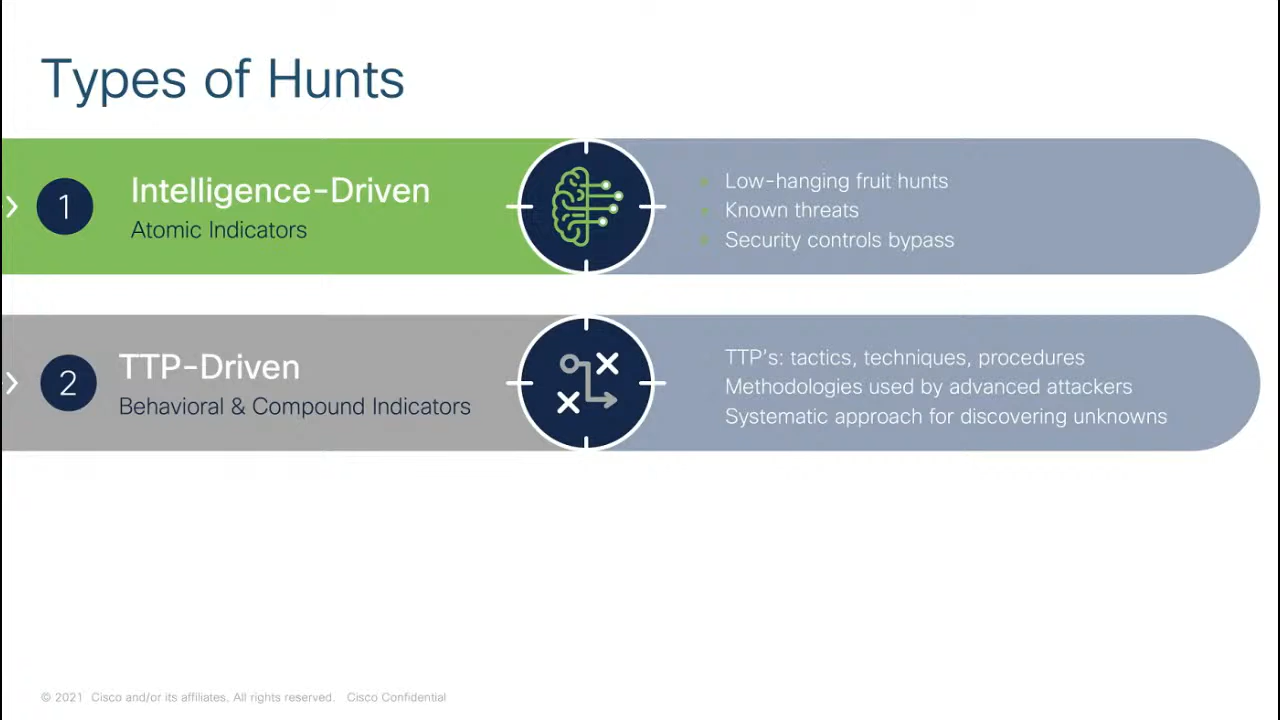 Types of Hunts
1
Intelligence-Driven
Atomic Indicators
Low-hanging fruit hunts
Known threats
Security controls bypass
2
TTP-Driven
Behavioral & Compound Indicators
TTP's: tactics, techniques, procedures
Methodologies used by advanced attackers
Systematic approach for discovering unknowns
© 2021 Cisco and/or its affiliates. All rights reserved. Cisco Confidential